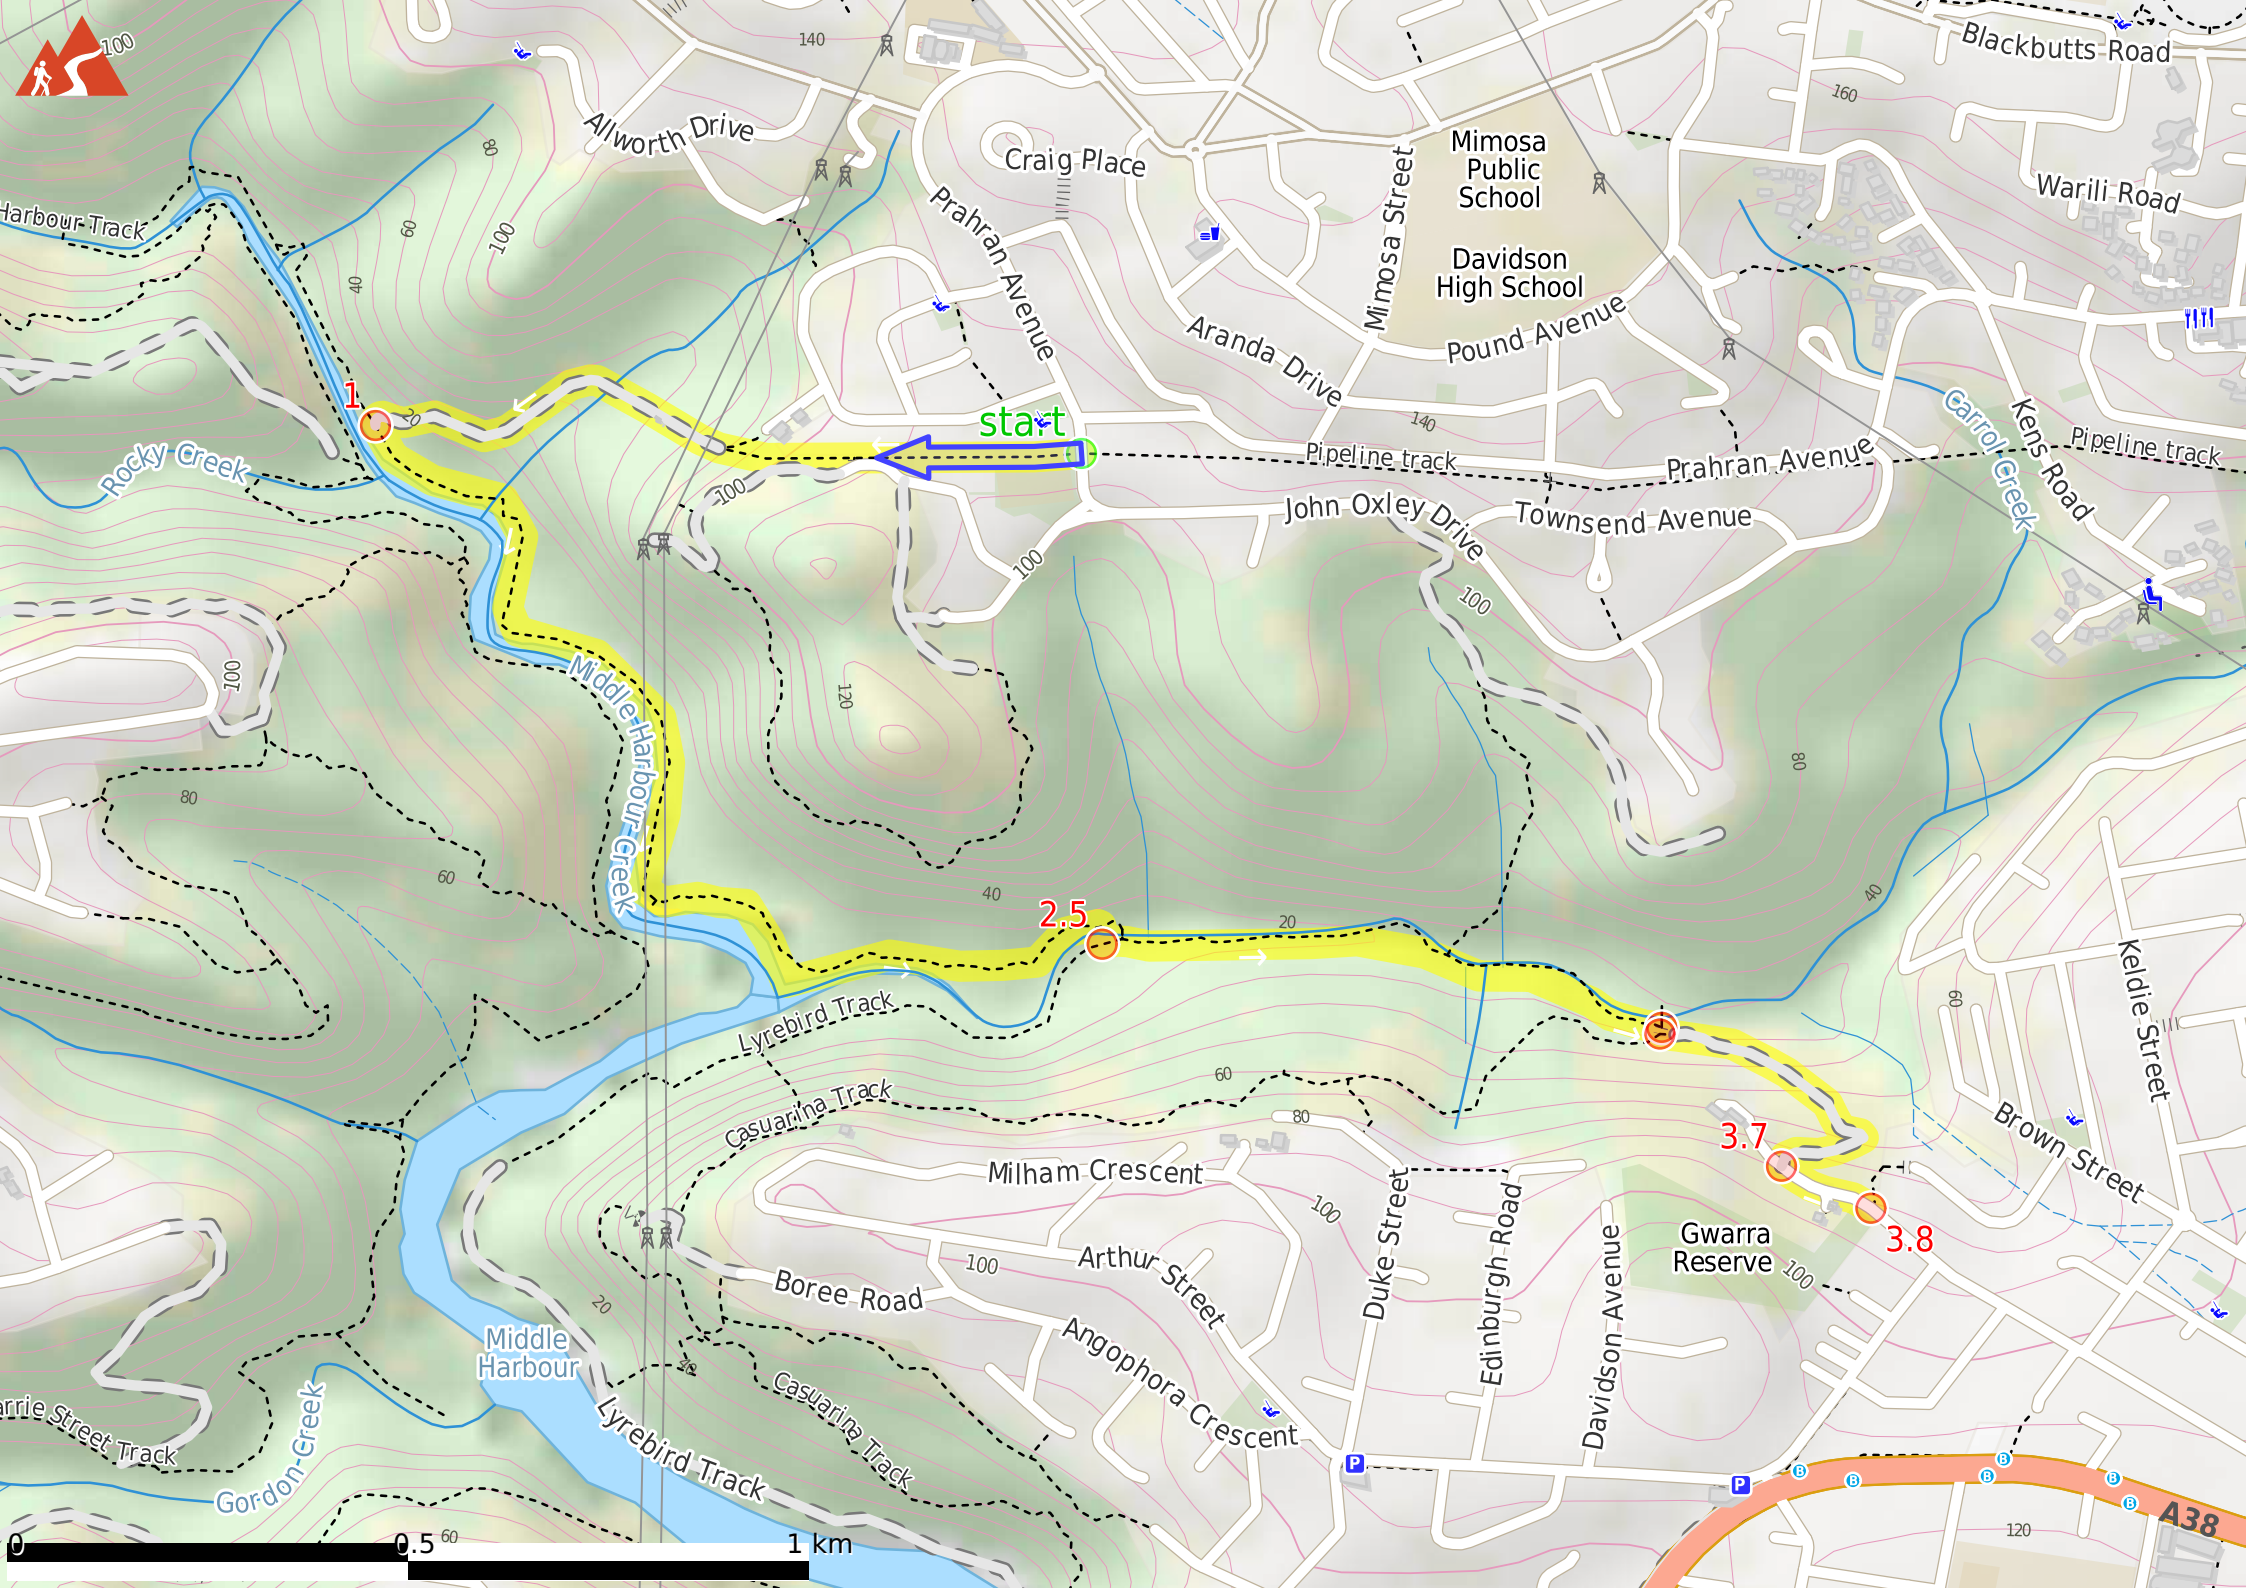 100
140
Allworth Drive
80
60
100
40
Harbour Track
Craig Place
Prahran Avenue
Mimosa Street
Mimosa
Public
School
Davidson
High School
160
Blackbutts Road
Warili Road
Aranda Drive
Pound Avenue
140
1
20
start
Rocky Creek
100
Pipeline track
Prahran Avenue
Carrol Creek
Kens Road
Pipeline track
John Oxley Drive
Townsend Avenue
100
100
100
120
Middle Harbour Creek
80
80
60
40
2.5
20
40
Lyrebird Track
60
Casuarina Track
80
60
Keldie Street
Brown Street
3.7
3.8
Gwarra
Reserve
100
Milham Crescent
100
Duke Street
Edinburgh Road
Davidson Avenue
Arthur Street
100
Boree Road
Angophora Crescent
20
40
Middle
Harbour
Casuarina Track
Lyrebird Track
Gordon Creek
arrie Street Track
P
P
B
B
B
B
B
B
A38
120
60
0
0.5
1 km